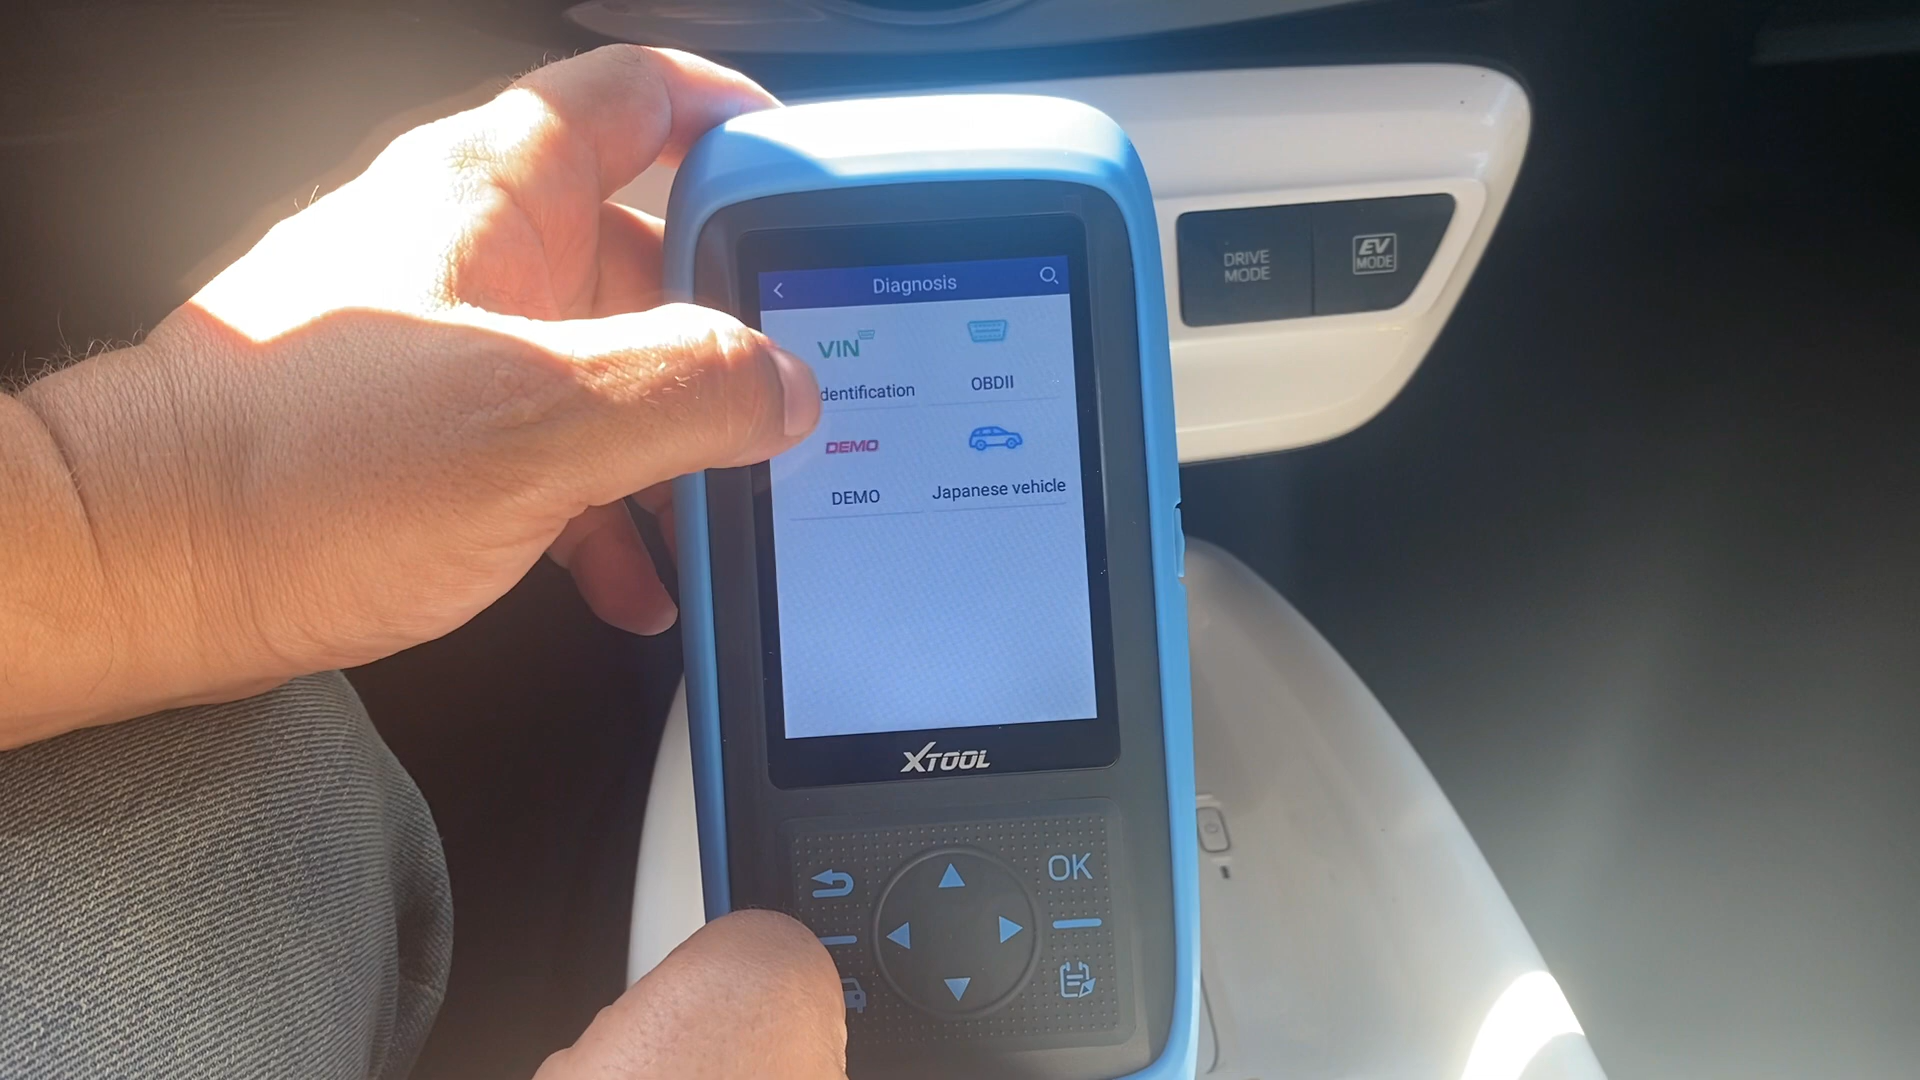 Diagnosis
VIN
dentification
OBDII
DEMO
DEMO
Japanese vehicle
XTOOL
OK
DRIVE
MODE
EV
MODE